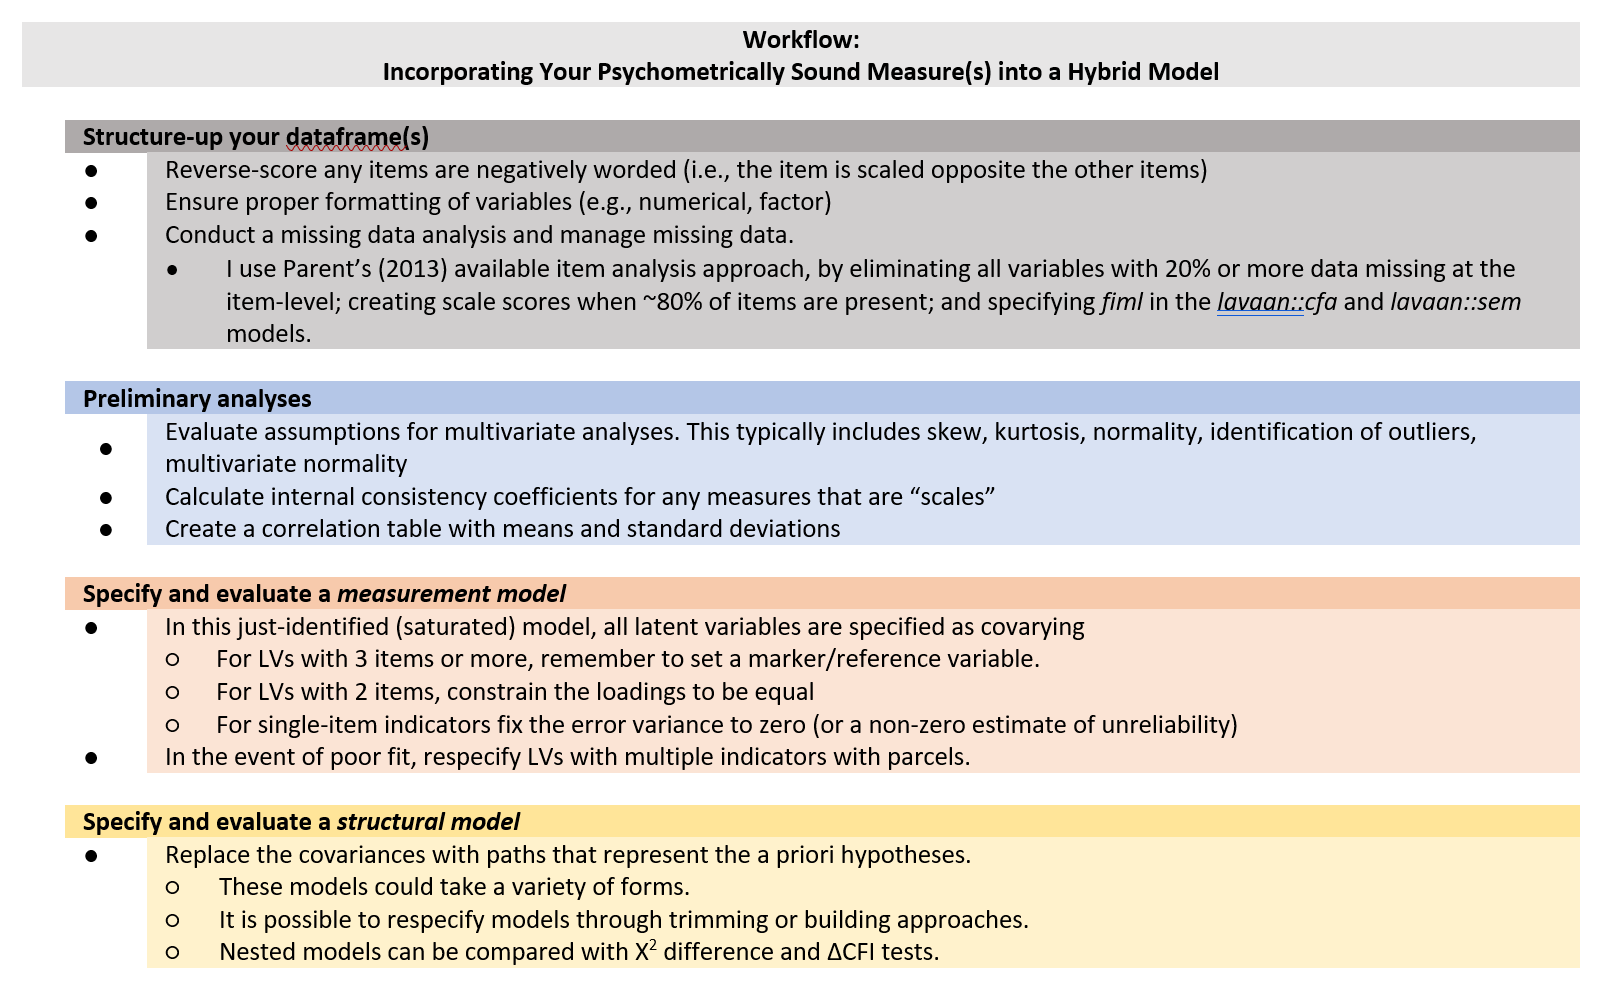 Workflow:
Incorporating Your Psychometrically Sound Measure(s) into a Hybrid Model
Structure-up your dataframe(s)
● Reverse-score any items are negatively worded (i.e., the item is scaled opposite the other items)
● Ensure proper formatting of variables (e.g., numerical, factor)
● Conduct a missing data analysis and manage missing data.
● I use Parent’s (2013) available item analysis approach, by eliminating all variables with 20% or more data missing at the
item-level; creating scale scores when ~80% of items are present; and specifying fiml in the lavaan::cfa and lavaan::sem
models.
Preliminary analyses
● Evaluate assumptions for multivariate analyses. This typically includes skew, kurtosis, normality, identification of outliers,
multivariate normality
● Calculate internal consistency coefficients for any measures that are “scales”
● Create a correlation table with means and standard deviations
Specify and evaluate a measurement model
● In this just-identified (saturated) model, all latent variables are specified as covarying
○ For LVs with 3 items or more, remember to set a marker/reference variable.
○ For LVs with 2 items, constrain the loadings to be equal
○ For single-item indicators fix the error variance to zero (or a non-zero estimate of unreliability)
● In the event of poor fit, respecify LVs with multiple indicators with parcels.
Specify and evaluate a structural model
● Replace the covariances with paths that represent the a priori hypotheses.
○ These models could take a variety of forms.
○ It is possible to respecify models through trimming or building approaches.
○ Nested models can be compared with X² difference and ΔCFI tests.